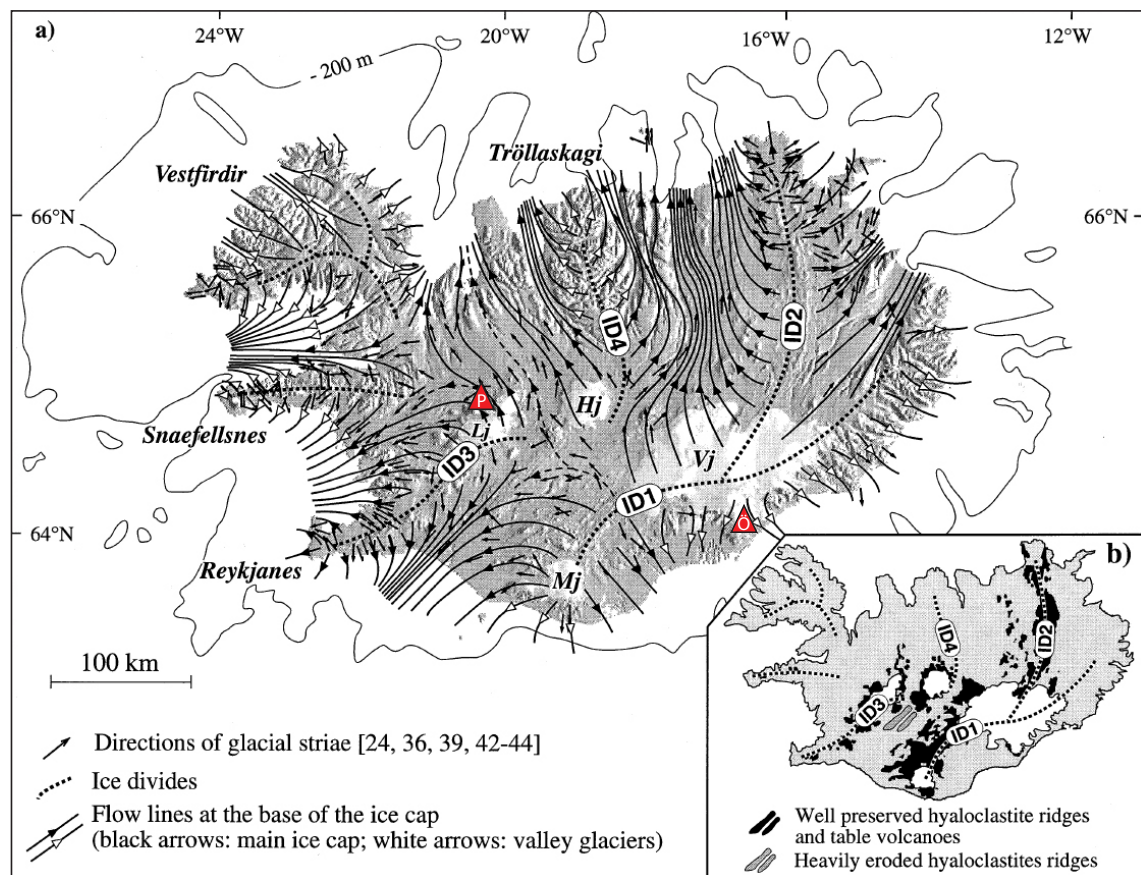 a)
24°W
20°W
16°W
12°W
- 200 m
Vestfirdir
Tröllaskagi
66°N
66°N
ID2
ID4
P
Hj
Lj
Snaefellsnes
ID3
Vj
ID1
Ö
64°N
Reykjanes
Mj
b)
100 km
ID2
ID4
ID3
ID1
Directions of glacial striae [24, 36, 39, 42-44]
Ice divides
Flow lines at the base of the ice cap
(black arrows: main ice cap; white arrows: valley glaciers)
Well preserved hyaloclastite ridges
and table volcanoes
Heavily eroded hyaloclastites ridges